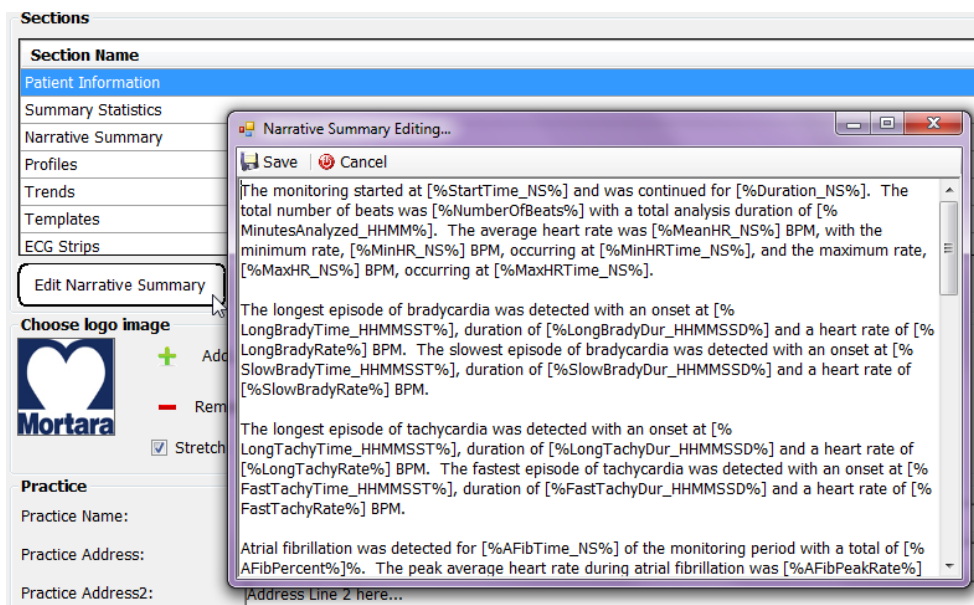 Sections
Section Name
Patient Information
Summary Statistics
Narrative Summary
Profiles
Trends
Templates
ECG Strips
Edit Narrative Summary
Choose logo image
Mortara
Add
Rem
Stretch
Practice
Practice Name:
Practice Address:
Practice Address2:
Address Line 2 here...
Narrative Summary Editing...
Save
Cancel
The monitoring started at [%StartTime_NS%] and was continued for [%Duration_NS%].  The
total number of beats was [%NumberOfBeats%] with a total analysis duration of [%
MinutesAnalyzed_HHMM%].  The average heart rate was [%MeanHR_NS%] BPM, with the
minimum rate, [%MinHR_NS%] BPM, occurring at [%MinHRTime_NS%], and the maximum rate,
[%MaxHR_NS%] BPM, occurring at [%MaxHRTime_NS%].
The longest episode of bradycardia was detected with an onset at [%
LongBradyTime_HHMMSST%], duration of [%LongBradyDur_HHMMSSD%] and a heart rate of [%
LongBradyRate%] BPM.  The slowest episode of bradycardia was detected with an onset at [%
SlowBradyTime_HHMMSST%], duration of [%SlowBradyDur_HHMMSSD%] and a heart rate of
[%SlowBradyRate%] BPM.
The longest episode of tachycardia was detected with an onset at [%
LongTachyTime_HHMMSST%], duration of [%LongTachyDur_HHMMSSD%] and a heart rate of
[%LongTachyRate%] BPM.  The fastest episode of tachycardia was detected with an onset at [%
FastTachyTime_HHMMSST%], duration of [%FastTachyDur_HHMMSSD%] and a heart rate of [%
FastTachyRate%] BPM.
Atrial fibrillation was detected for [%AFibTime_NS%] of the monitoring period with a total of [%
AFibPercent%]%.  The peak average heart rate during atrial fibrillation was [%AFibPeakRate%]